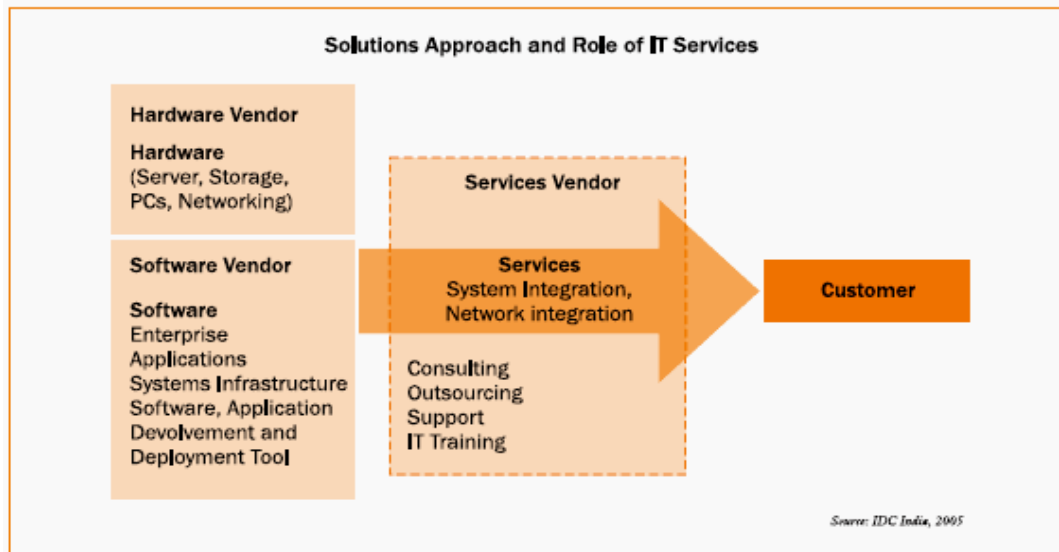 Solutions Approach and Role of IT Services
Hardware Vendor
Hardware
(Server, Storage,
PCs, Networking)
Software Vendor
Software
Enterprise
Applications
Systems Infrastructure
Software, Application
Devolvement and
Deployment Tool
Services Vendor
Services
System Integration,
Network integration
Consulting
Outsourcing
Support
IT Training
Customer
Source: IDC India, 2005